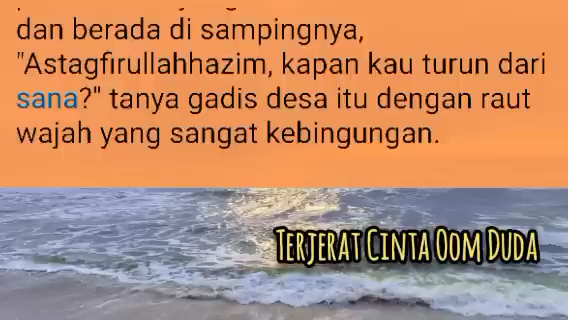 dan berada di sampingnya,
"Astagfirullahhazim, kapan kau turun dari
sana?" tanya gadis desa itu dengan raut
wajah yang sangat kebingungan.
TERJERAT CINTA OOM DUDA